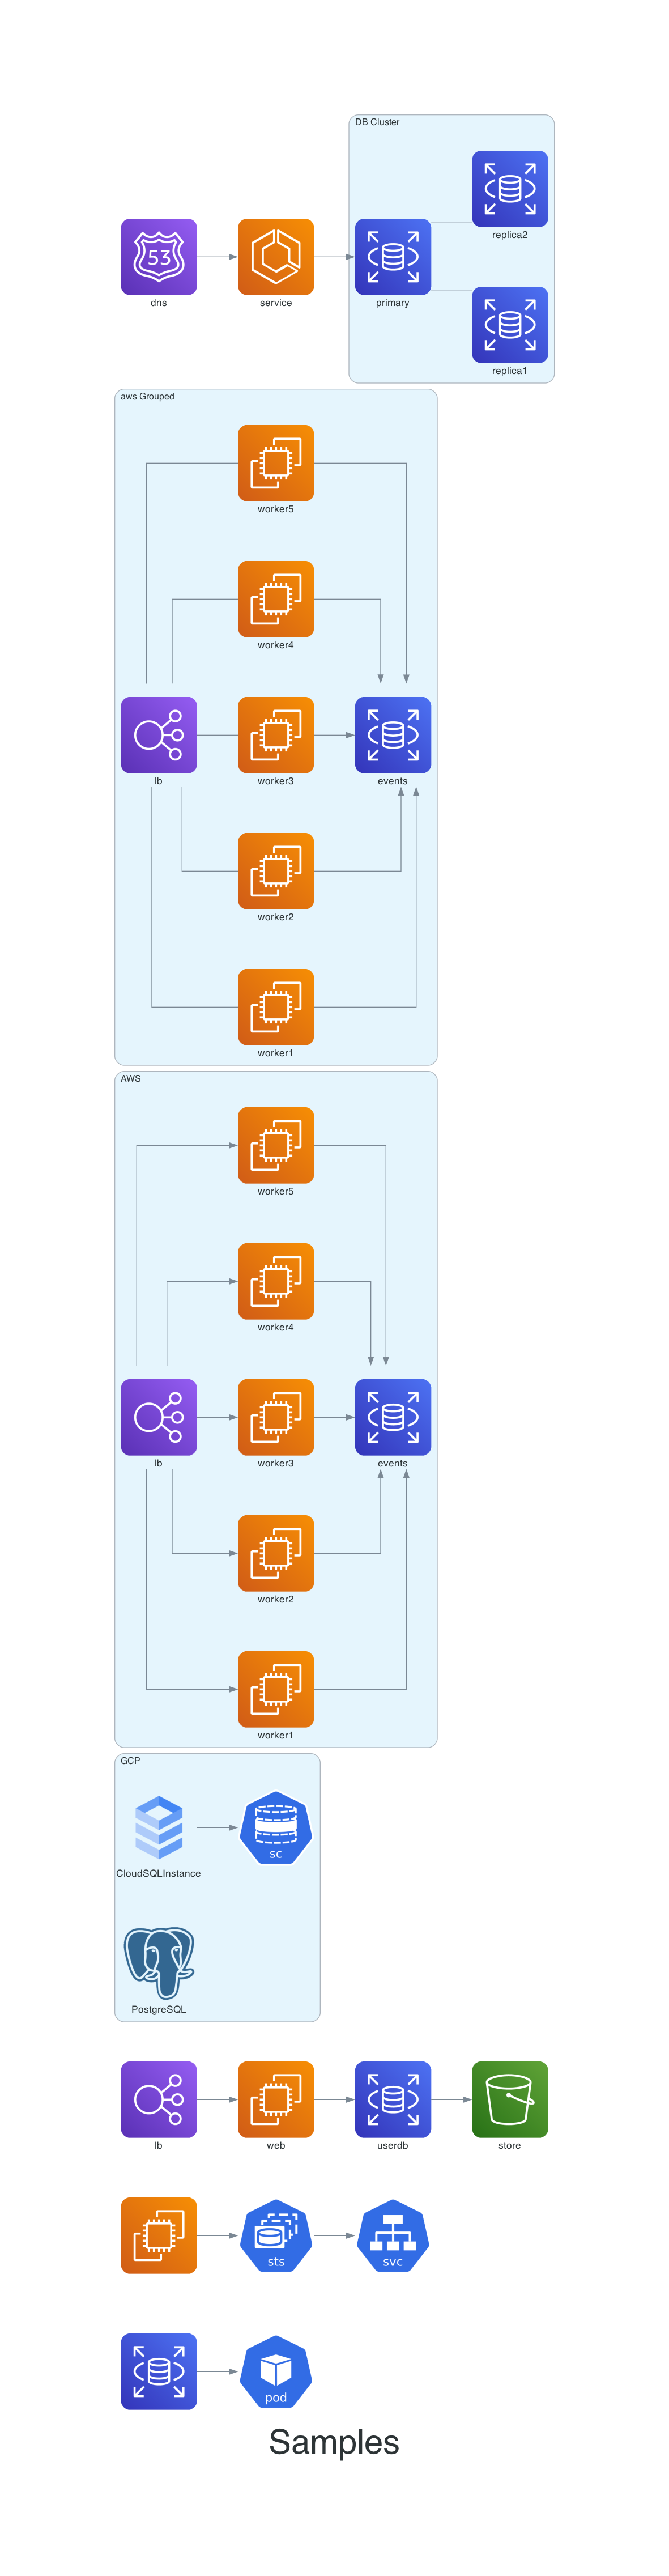 DB Cluster
replica2
53
dns
service
primary
replica1
aws Grouped
worker5
worker4
lb
worker3
events
worker2
worker1
AWS
worker5
worker4
lb
worker3
events
worker2
worker1
GCP
sc
CloudSQLInstance
PostgreSQL
lb
web
userdb
store
sts
svc
pod
Samples